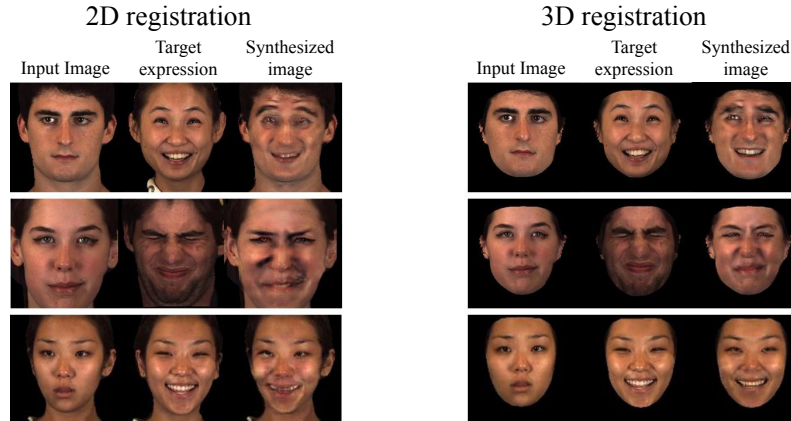 2D registration
Input Image
Target
expression
Synthesized
image
3D registration
Input Image
Target
expression
Synthesized
image